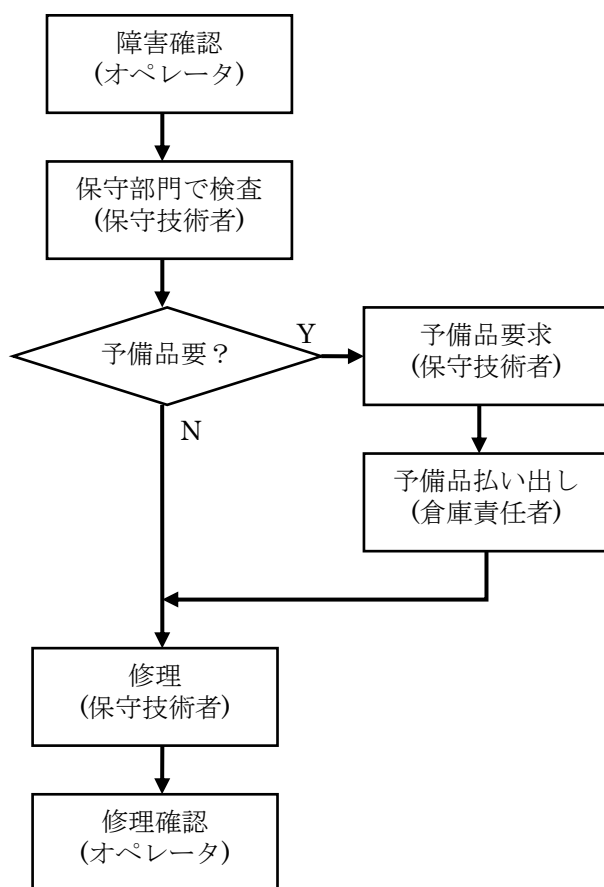 障害確認
(オペレータ)
保守部門で検査
(保守技術者)
予備品要？
Y
予備品要求
(保守技術者)
N
予備品払い出し
(倉庫責任者)
修理
(保守技術者)
修理確認
(オペレータ)